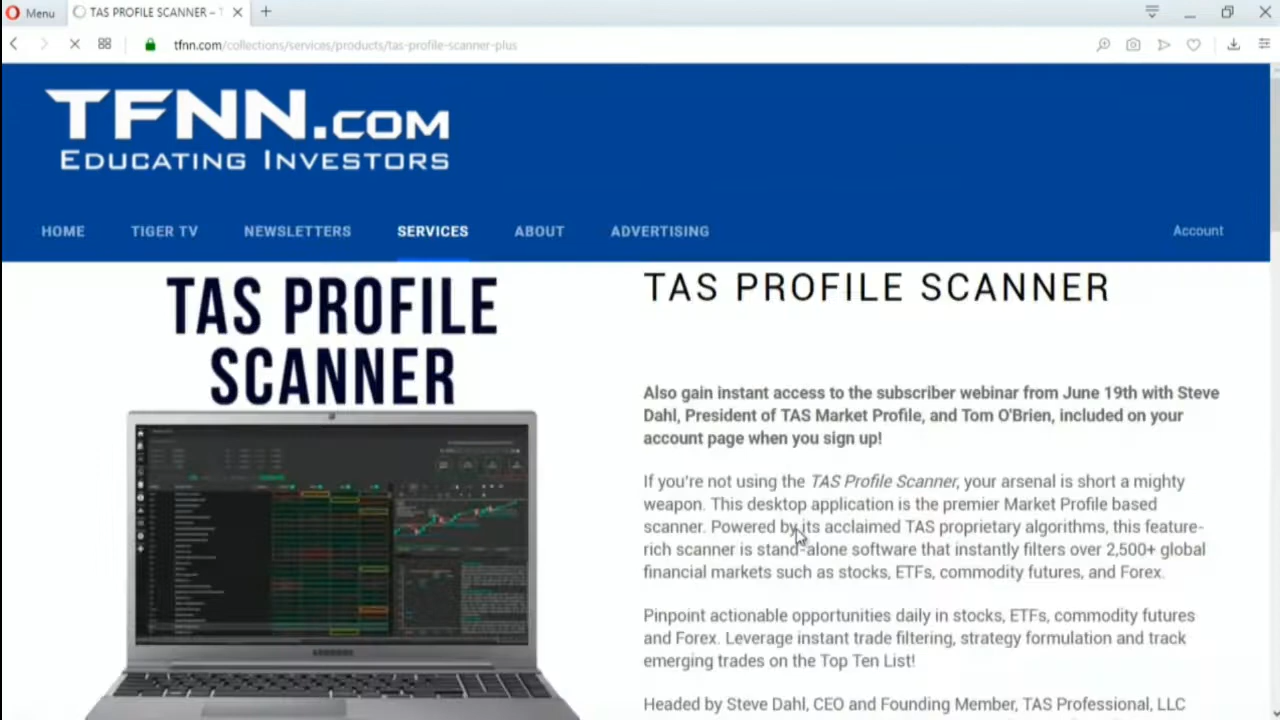 Menu
TAS PROFILE SCANNER –
tfnn.com/collections/services/products/tas-profile-scanner-plus
TFNN.COM
EDUCATING INVESTORS
HOME TIGER TV NEWSLETTERS SERVICES ABOUT ADVERTISING Account
TAS PROFILE
SCANNER
TAS PROFILE SCANNER
Also gain instant access to the subscriber webinar from June 19th with Steve
Dahl, President of TAS Market Profile, and Tom O'Brien, included on your
account page when you sign up!
If you're not using the TAS Profile Scanner, your arsenal is short a mighty
weapon. This desktop application is the premier Market Profile based
scanner. Powered by its acclaimed TAS proprietary algorithms, this feature-
rich scanner is stand-alone software that instantly filters over 2,500+ global
financial markets such as stocks, ETFs, commodity futures, and Forex.
Pinpoint actionable opportunities daily in stocks, ETFs, commodity futures
and Forex. Leverage instant trade filtering, strategy formulation and track
emerging trades on the Top Ten List!
Headed by Steve Dahl, CEO and Founding Member, TAS Professional, LLC